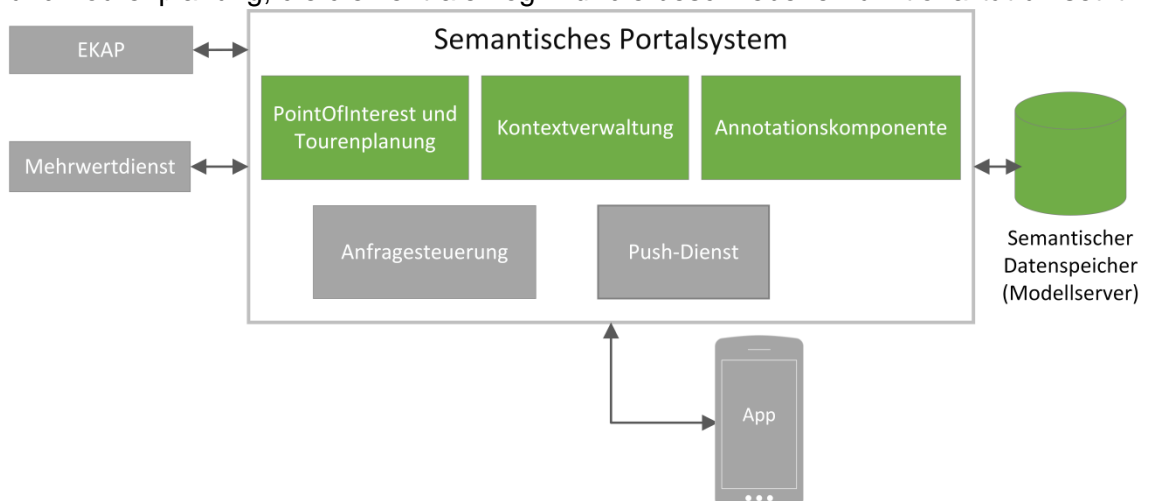 EKAP
Semantisches Portalsystem
PointOfInterest und
Tourenplanung
Kontextverwaltung
Annotationskomponente
Mehrwertdienst
Anfragesteuerung
Push-Dienst
Semantischer
Datenspeicher
(Modellserver)
App